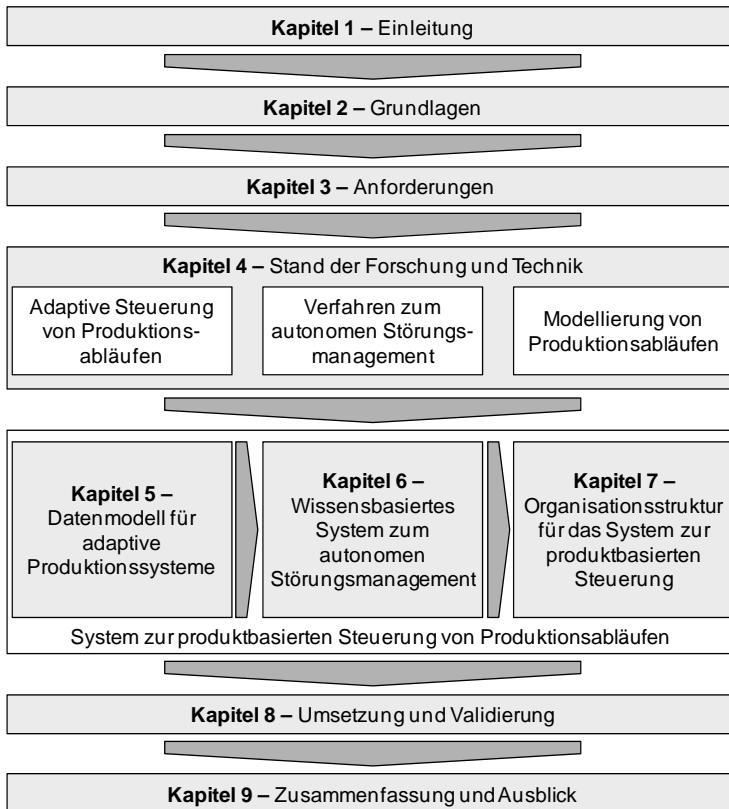 Kapitel 1 – Einleitung
Kapitel 2 – Grundlagen
Kapitel 3 – Anforderungen
Kapitel 4 – Stand der Forschung und Technik
Adaptive Steuerung
von Produktions-
abläufen
Verfahren zum
autonomen Störungs-
management
Modellierung von
Produktionsabläufen
Kapitel 5 –
Datenmodell für
adaptive
Produktionssysteme
Kapitel 6 –
Wissensbasiertes
System zum
autonomen
Störungsmanagement
Kapitel 7 –
Organisationsstruktur
für das System zur
produktbasierten
Steuerung
System zur produktbasierten Steuerung von Produktionsabläufen
Kapitel 8 – Umsetzung und Validierung
Kapitel 9 – Zusammenfassung und Ausblick